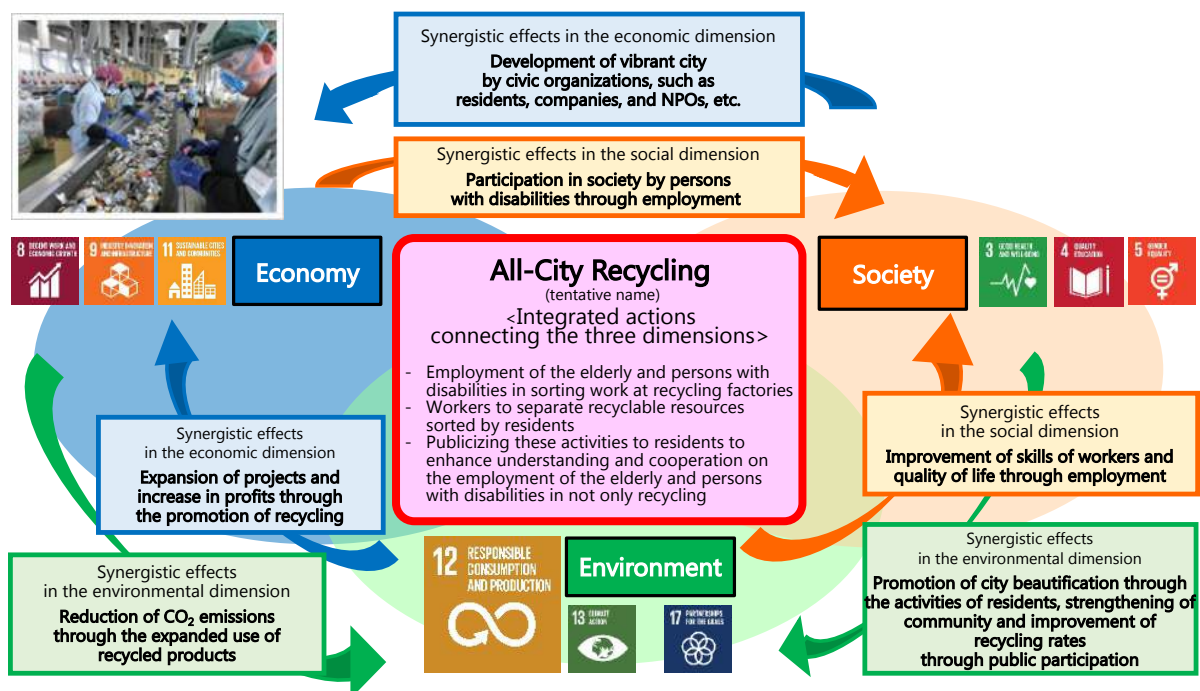 Synergistic effects in the economic dimension
Development of vibrant city
by civic organizations, such as
residents, companies, and NPOs, etc.
Synergistic effects in the social dimension
Participation in society by persons
with disabilities through employment
8 DECENT WORK AND
ECONOMIC GROWTH
9 INDUSTRY, INNOVATION
AND INFRASTRUCTURE
11 SUSTAINABLE CITIES
AND COMMUNITIES
Economy
All-City Recycling
(tentative name)
<Integrated actions
connecting the three dimensions>
- Employment of the elderly and persons with
disabilities in sorting work at recycling factories
- Workers to separate recyclable resources
sorted by residents
- Publicizing these activities to residents to
enhance understanding and cooperation on
the employment of the elderly and persons
with disabilities in not only recycling
Society
3 GOOD HEALTH
AND WELL-BEING
4 QUALITY
EDUCATION
5 GENDER
EQUALITY
Synergistic effects
in the economic dimension
Expansion of projects and
increase in profits through
the promotion of recycling
Synergistic effects
in the social dimension
Improvement of skills of workers and
quality of life through employment
Synergistic effects
in the environmental dimension
Reduction of CO₂ emissions
through the expanded use of
recycled products
12 RESPONSIBLE
CONSUMPTION
AND PRODUCTION
Environment
13 CLIMATE
ACTION
17 PARTNERSHIPS
FOR THE GOALS
Synergistic effects
in the environmental dimension
Promotion of city beautification through
the activities of residents, strengthening of
community and improvement of
recycling rates
through public participation